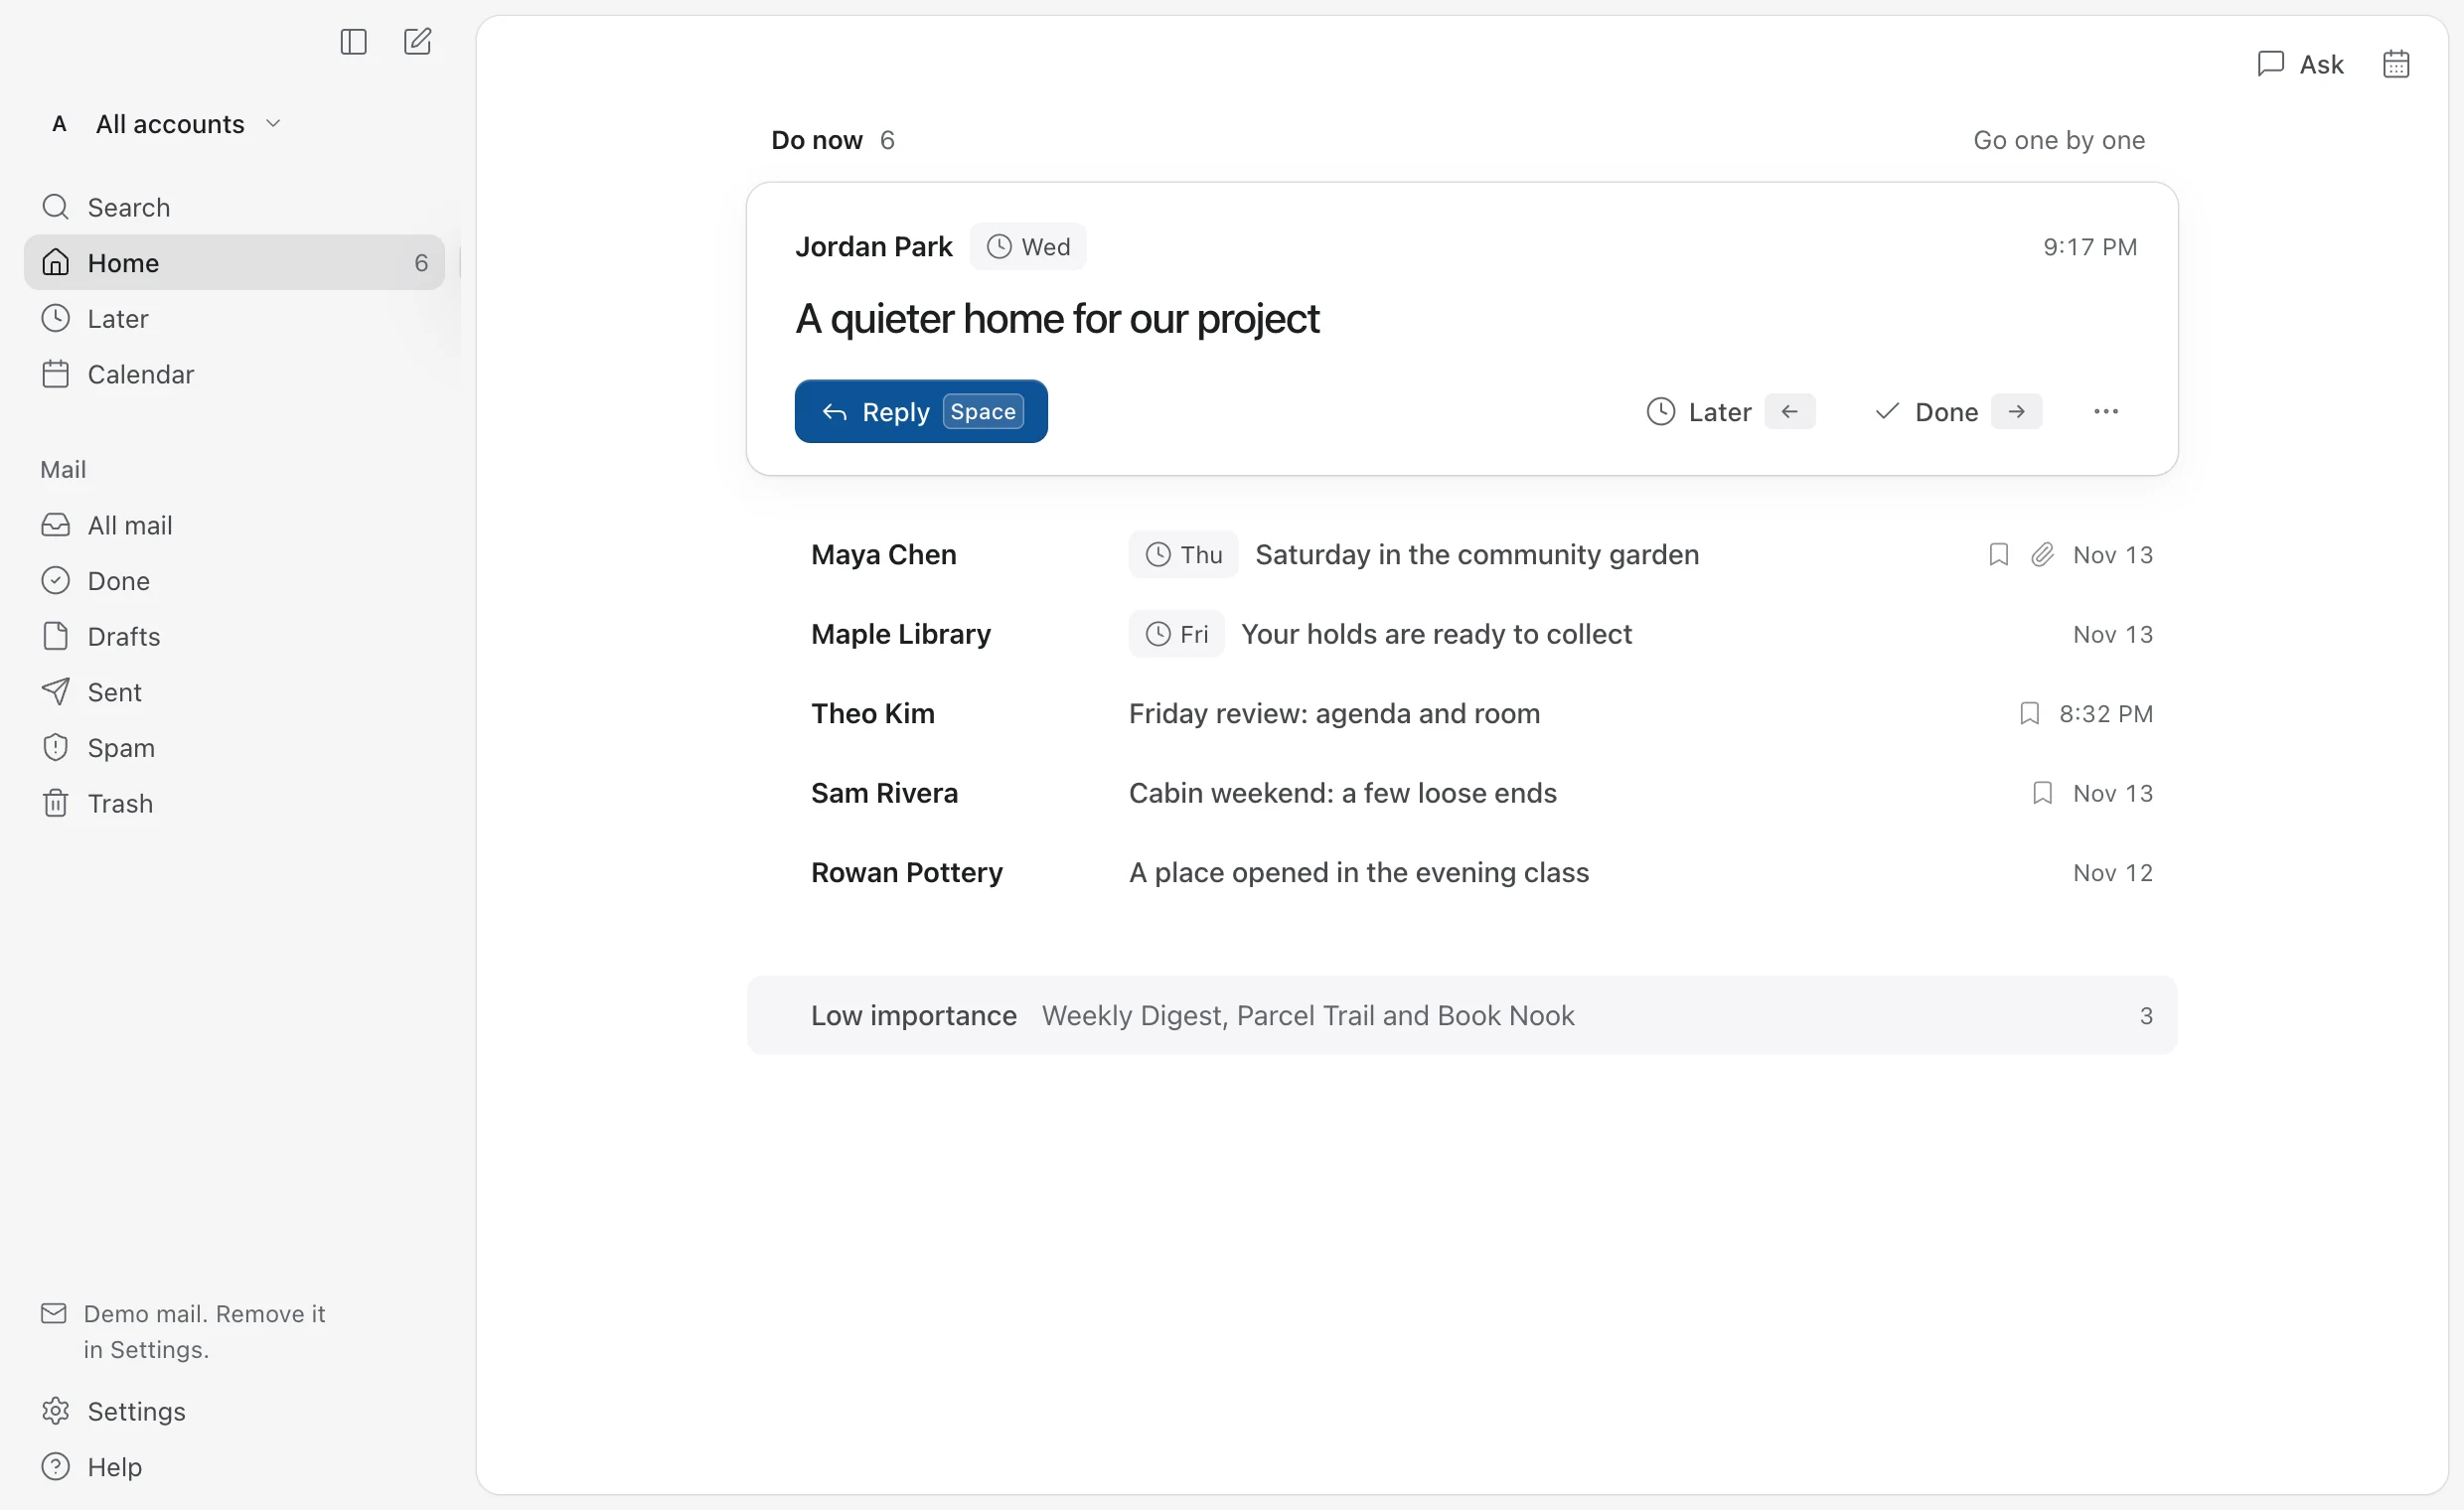 A All accounts
Search
Home 6
Later
Calendar
Mail
All mail
Done
Drafts
Sent
Spam
Trash
Demo mail. Remove it
in Settings.
Settings
Help
Ask
Do now 6 Go one by one
Jordan Park Wed 9:17 PM
A quieter home for our project
Reply Space Later ← Done → ···
Maya Chen Thu Saturday in the community garden Nov 13
Maple Library Fri Your holds are ready to collect Nov 13
Theo Kim Friday review: agenda and room 8:32 PM
Sam Rivera Cabin weekend: a few loose ends Nov 13
Rowan Pottery A place opened in the evening class Nov 12
Low importance Weekly Digest, Parcel Trail and Book Nook 3